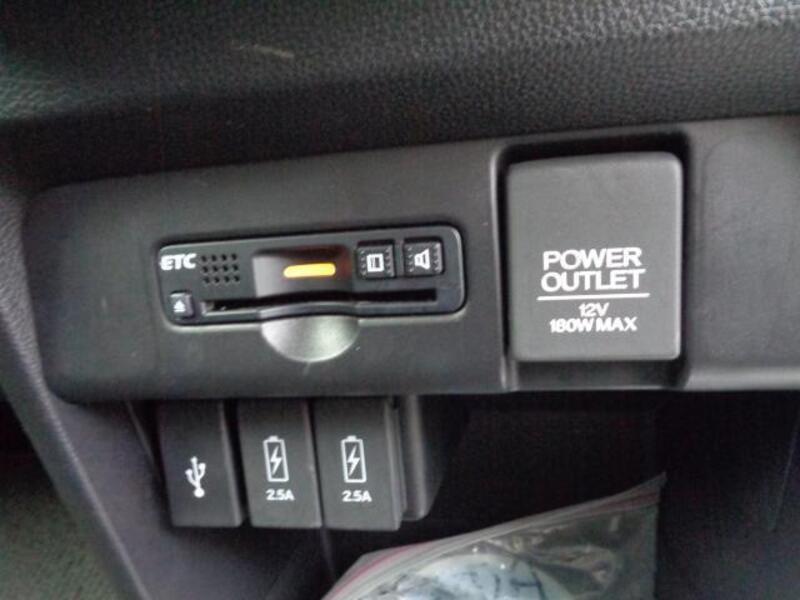 ETC
POWER
OUTLET
12V
180W MAX
2.5A
2.5A